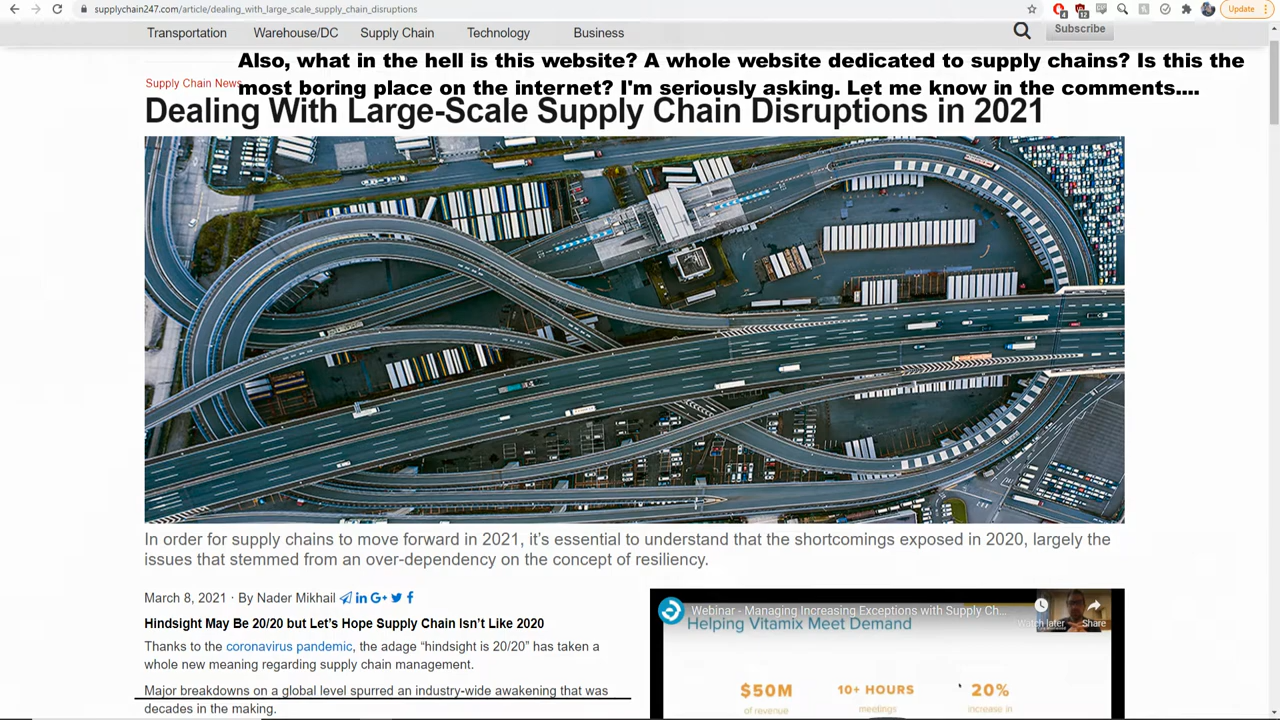 supplychain247.com/article/dealing_with_large_scale_supply_chain_disruptions
Update
4
12
Transportation Warehouse/DC Supply Chain Technology Business
Subscribe
Also, what in the hell is this website? A whole website dedicated to supply chains? Is this the
Supply Chain News
most boring place on the internet? I'm seriously asking. Let me know in the comments....
Dealing With Large-Scale Supply Chain Disruptions in 2021
In order for supply chains to move forward in 2021, it's essential to understand that the shortcomings exposed in 2020, largely the
issues that stemmed from an over-dependency on the concept of resiliency.
March 8, 2021 · By Nader Mikhail
Hindsight May Be 20/20 but Let's Hope Supply Chain Isn't Like 2020
Thanks to the coronavirus pandemic, the adage “hindsight is 20/20” has taken a
whole new meaning regarding supply chain management.
Major breakdowns on a global level spurred an industry-wide awakening that was
decades in the making.
Webinar - Managing Increasing Exceptions with Supply Ch...
Helping Vitamix Meet Demand
Watch later Share
$50M 10+ HOURS 20%
of revenue meetings increase in